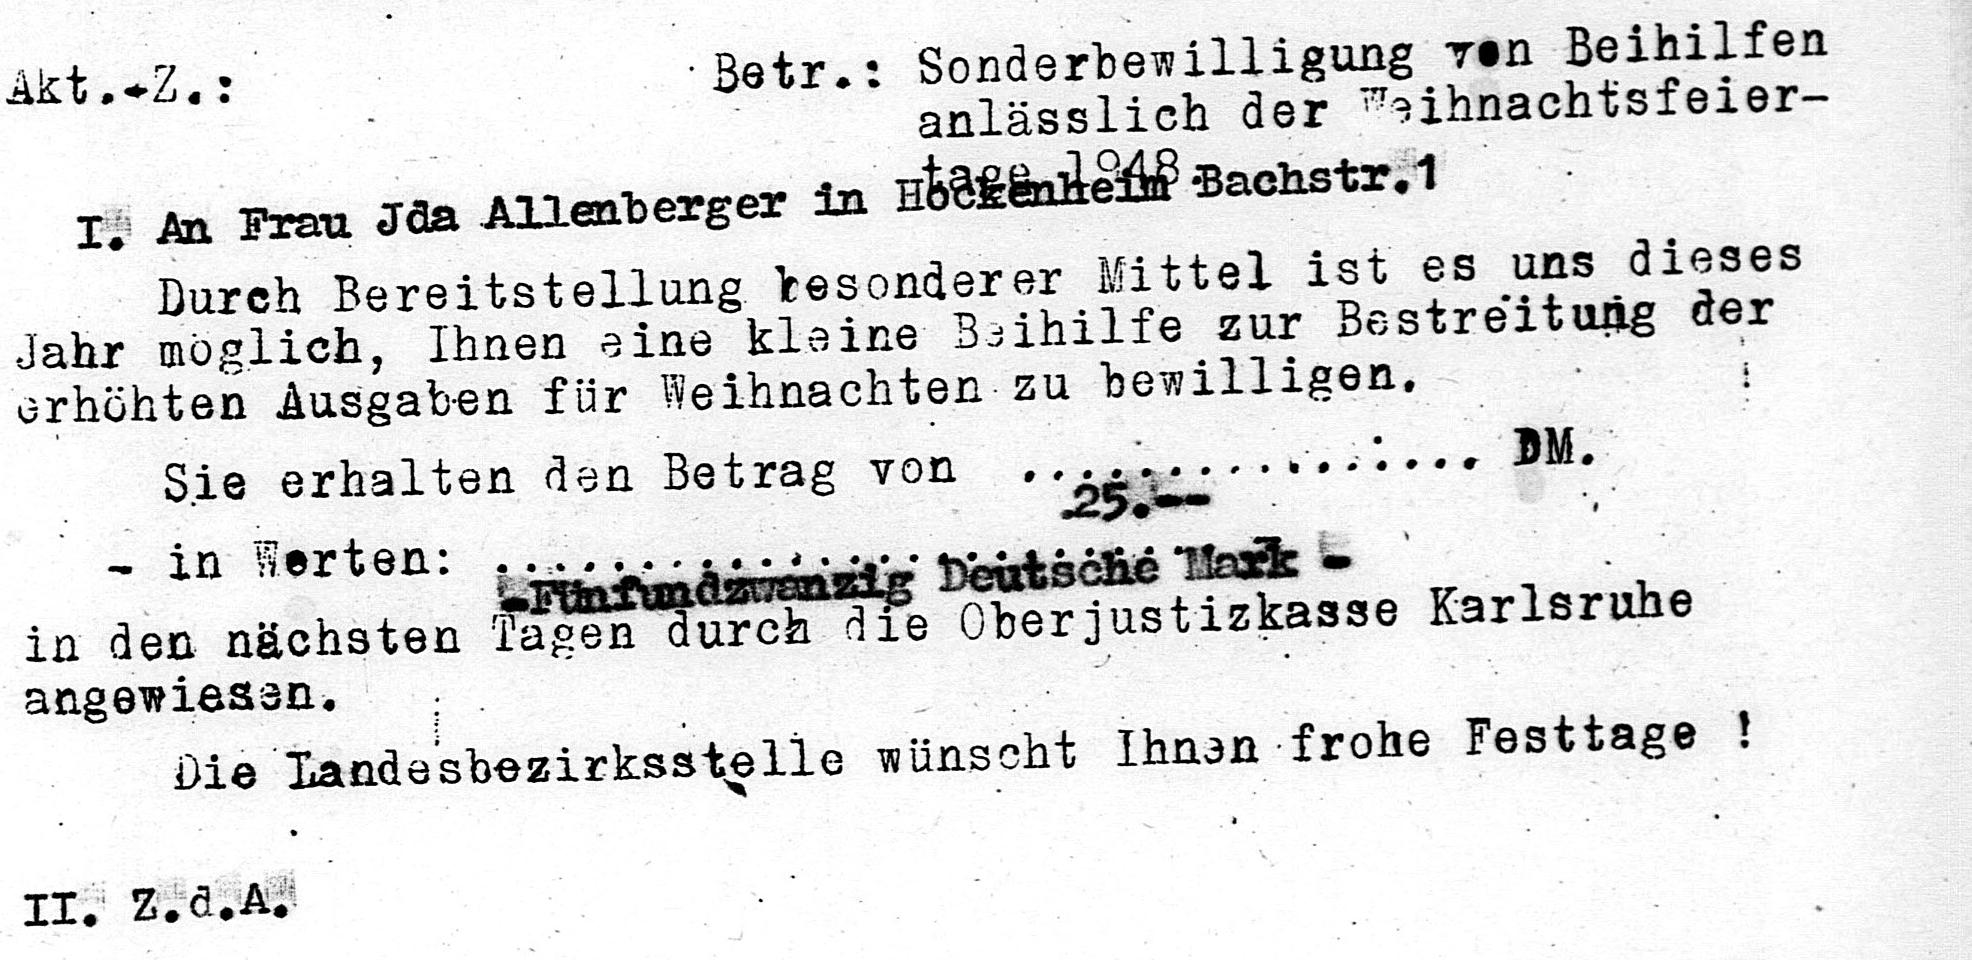 Akt.-Z.: Betr.: Sonderbewilligung von Beihilfen
anlässlich der Weihnachtsfeier-
tage 1948.
I. An Frau Jda Allenberger in Hockenheim Bachstr.1
Durch Bereitstellung besonderer Mittel ist es uns dieses
Jahr möglich, Ihnen eine kleine Beihilfe zur Bestreitung der
erhöhten Ausgaben für Weihnachten zu bewilligen.
Sie erhalten den Betrag von ................ DM.
25.--
- in Worten: ..................
-Fünfundzwanzig Deutsche Mark -
in den nächsten Tagen durch die Oberjustizkasse Karlsruhe
angewiesen.
Die Landesbezirksstelle wünscht Ihnen frohe Festtage !
II. Z.d.A.